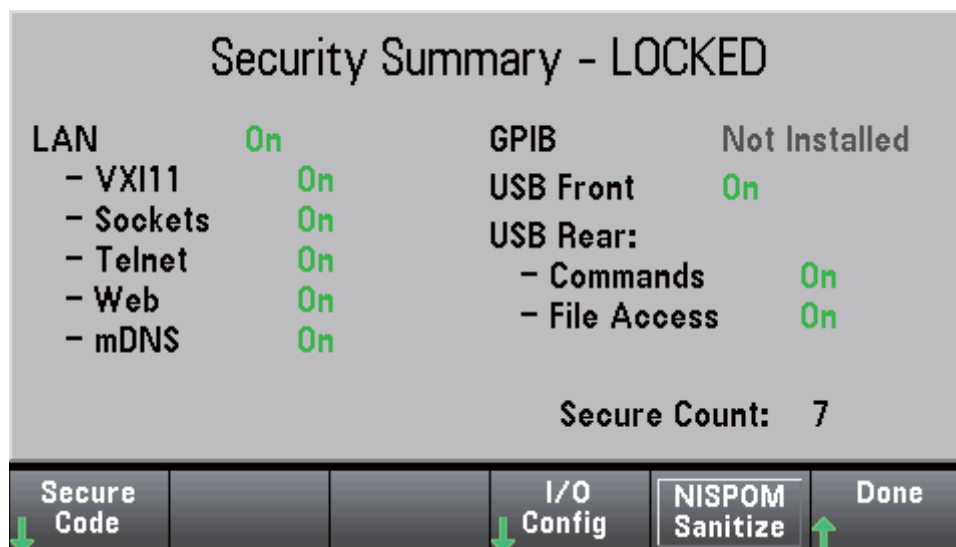 Security Summary - LOCKED
LAN On
- VXI11 On
- Sockets On
- Telnet On
- Web On
- mDNS On
GPIB Not Installed
USB Front On
USB Rear:
- Commands On
- File Access On
Secure Count: 7
Secure
Code
I/O
Config
NISPOM
Sanitize
Done